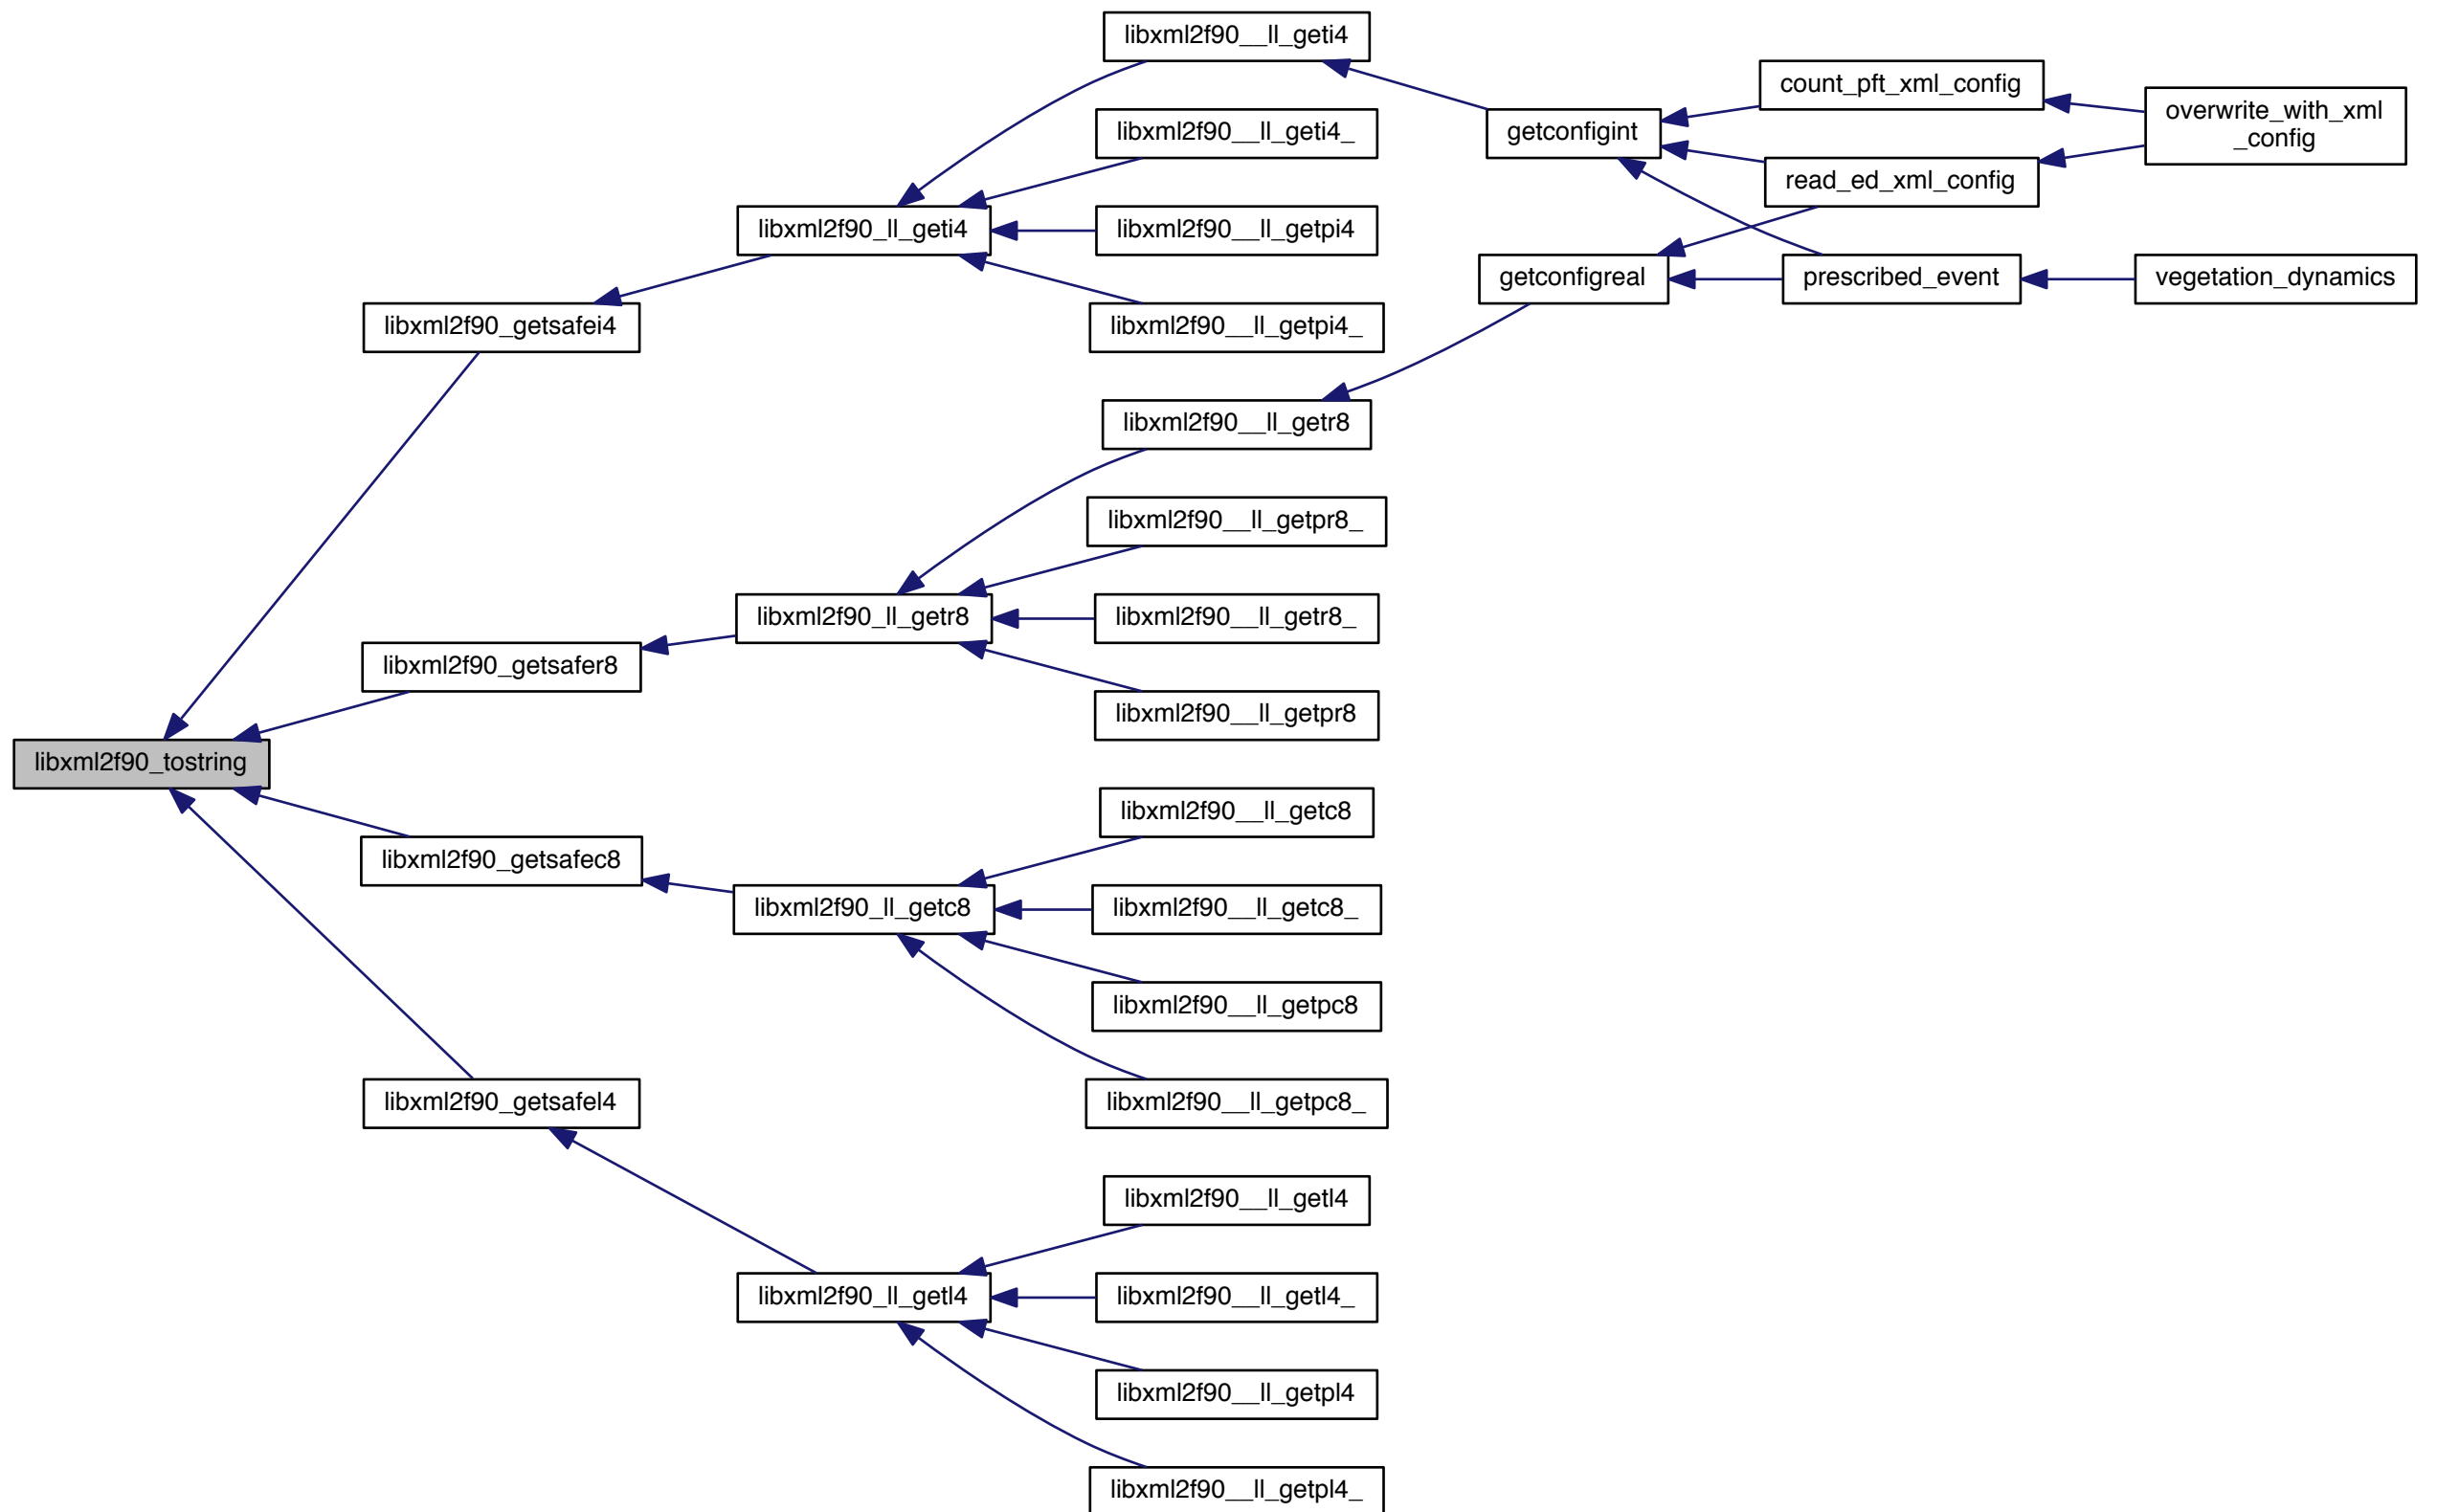 libxml2f90__ll_geti4
count_pft_xml_config
overwrite_with_xml
_config
libxml2f90__ll_geti4_
getconfigint
read_ed_xml_config
libxml2f90_ll_geti4
libxml2f90__ll_getpi4
getconfigreal
prescribed_event
vegetation_dynamics
libxml2f90_getsafei4
libxml2f90__ll_getpi4_
libxml2f90__ll_getr8
libxml2f90__ll_getpr8_
libxml2f90_ll_getr8
libxml2f90__ll_getr8_
libxml2f90_getsafer8
libxml2f90__ll_getpr8
libxml2f90_tostring
libxml2f90__ll_getc8
libxml2f90_getsafec8
libxml2f90_ll_getc8
libxml2f90__ll_getc8_
libxml2f90__ll_getpc8
libxml2f90_getsafel4
libxml2f90__ll_getpc8_
libxml2f90__ll_getl4
libxml2f90_ll_getl4
libxml2f90__ll_getl4_
libxml2f90__ll_getpl4
libxml2f90__ll_getpl4_